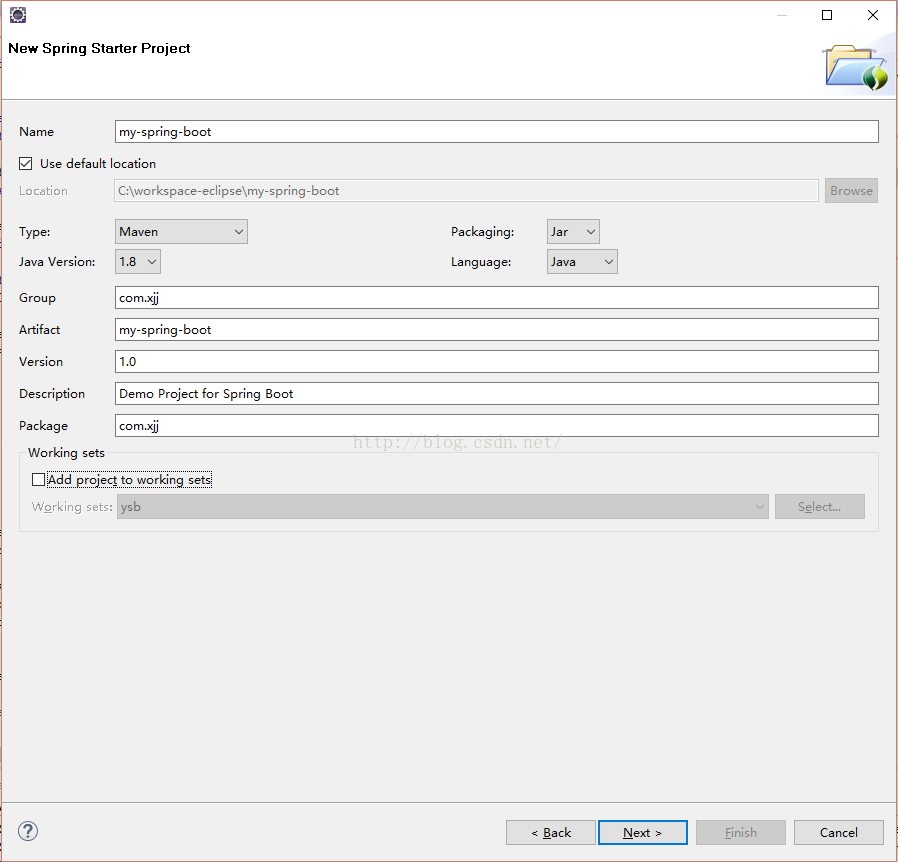 New Spring Starter Project
Name my-spring-boot
Use default location
Location C:\workspace-eclipse\my-spring-boot Browse
Type: Maven Packaging: Jar
Java Version: 1.8 Language: Java
Group com.xjj
Artifact my-spring-boot
Version 1.0
Description Demo Project for Spring Boot
Package com.xjj
http://blog.csdn.net/
Working sets
Add project to working sets
Working sets: ysb Select...
? < Back Next > Finish Cancel